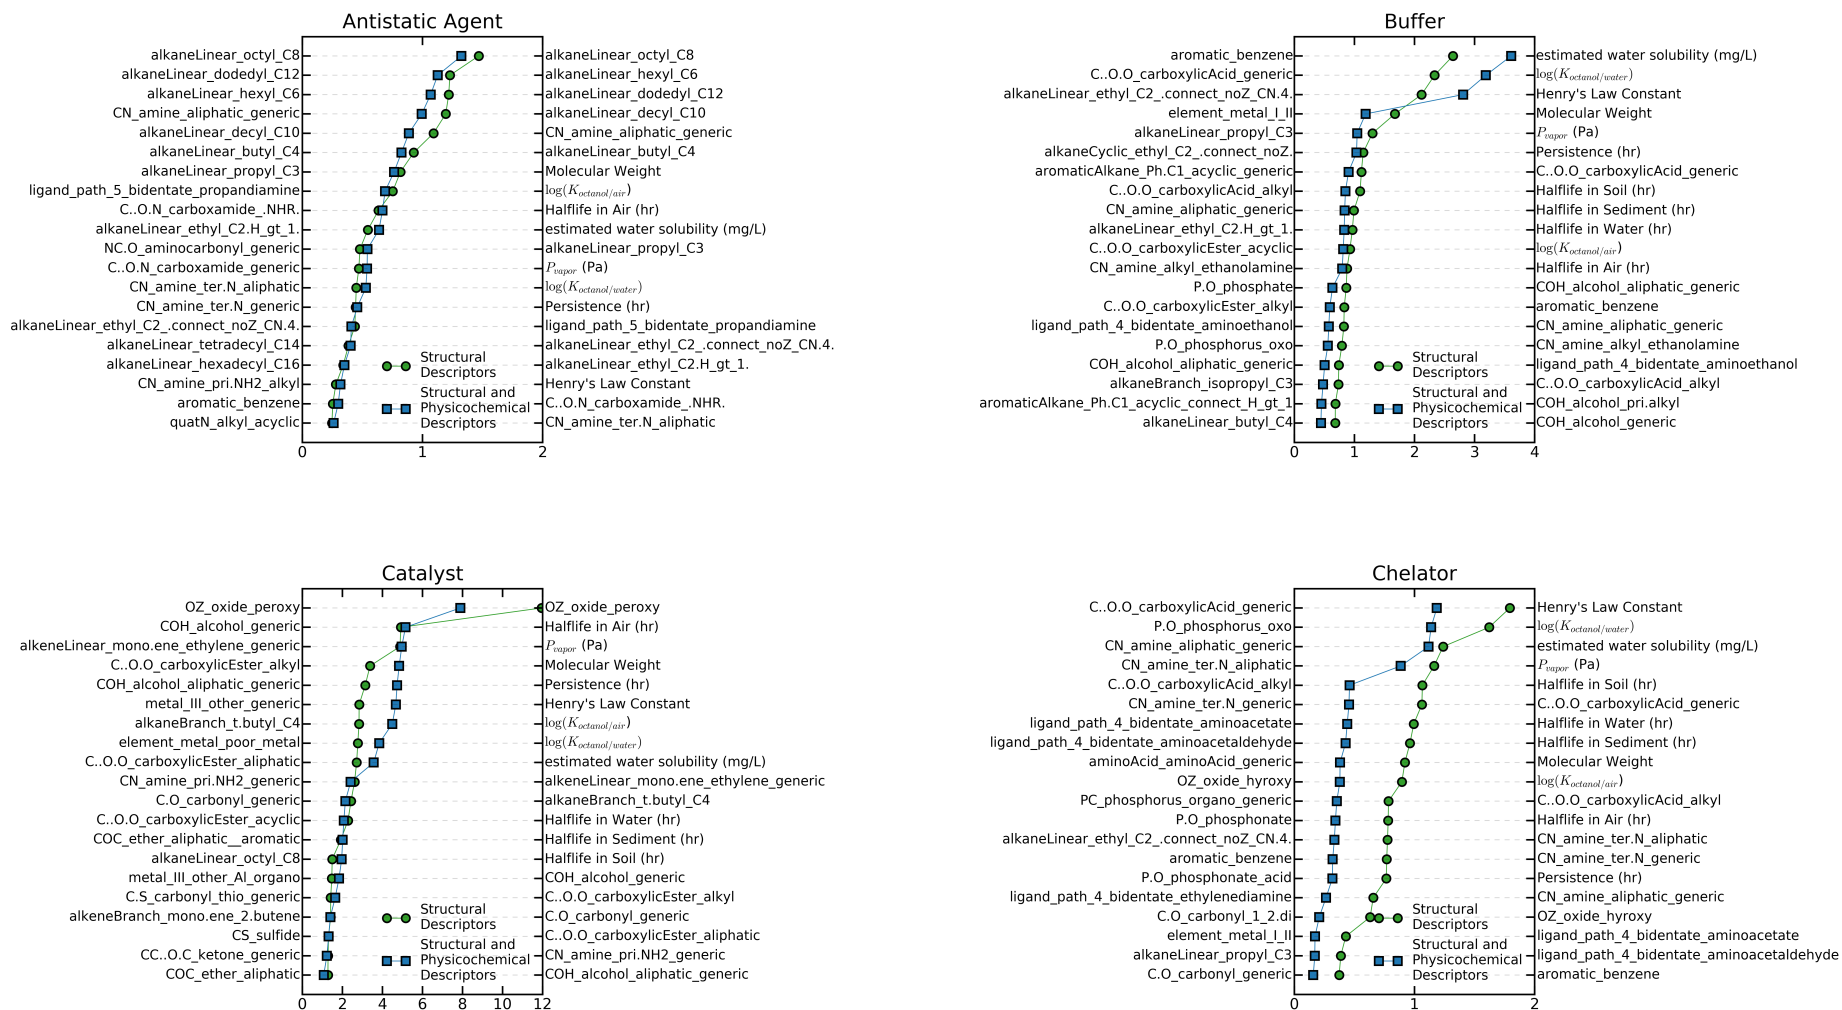 Antistatic Agent
alkaneLinear_octyl_C8
alkaneLinear_dodedyl_C12
alkaneLinear_hexyl_C6
CN_amine_aliphatic_generic
alkaneLinear_decyl_C10
alkaneLinear_butyl_C4
alkaneLinear_propyl_C3
ligand_path_5_bidentate_propandiamine
C..O.N_carboxamide_.NHR.
alkaneLinear_ethyl_C2.H_gt_1.
NC.O_aminocarbonyl_generic
C..O.N_carboxamide_generic
CN_amine_ter.N_aliphatic
CN_amine_ter.N_generic
alkaneLinear_ethyl_C2_.connect_noZ_CN.4.
alkaneLinear_tetradecyl_C14
alkaneLinear_hexadecyl_C16
CN_amine_pri.NH2_alkyl
aromatic_benzene
quatN_alkyl_acyclic
alkaneLinear_octyl_C8
alkaneLinear_hexyl_C6
alkaneLinear_dodedyl_C12
alkaneLinear_decyl_C10
CN_amine_aliphatic_generic
alkaneLinear_butyl_C4
Molecular Weight
log(K_octanol/air)
Halflife in Air (hr)
estimated water solubility (mg/L)
alkaneLinear_propyl_C3
P_vapor (Pa)
log(K_octanol/water)
Persistence (hr)
ligand_path_5_bidentate_propandiamine
alkaneLinear_ethyl_C2_.connect_noZ_CN.4.
alkaneLinear_ethyl_C2.H_gt_1.
Henry's Law Constant
C..O.N_carboxamide_.NHR.
CN_amine_ter.N_aliphatic
Structural
Descriptors
Structural and
Physicochemical
Descriptors
0 1 2
Buffer
aromatic_benzene
C..O.O_carboxylicAcid_generic
alkaneLinear_ethyl_C2_.connect_noZ_CN.4.
element_metal_I_II
alkaneLinear_propyl_C3
alkaneCyclic_ethyl_C2_.connect_noZ.
aromaticAlkane_Ph.C1_acyclic_generic
C..O.O_carboxylicAcid_alkyl
CN_amine_aliphatic_generic
alkaneLinear_ethyl_C2.H_gt_1.
C..O.O_carboxylicEster_acyclic
CN_amine_alkyl_ethanolamine
P.O_phosphate
C..O.O_carboxylicEster_alkyl
ligand_path_4_bidentate_aminoethanol
P.O_phosphorus_oxo
COH_alcohol_aliphatic_generic
alkaneBranch_isopropyl_C3
aromaticAlkane_Ph.C1_acyclic_connect_H_gt_1
alkaneLinear_butyl_C4
estimated water solubility (mg/L)
log(K_octanol/water)
Henry's Law Constant
Molecular Weight
P_vapor (Pa)
Persistence (hr)
C..O.O_carboxylicAcid_generic
Halflife in Soil (hr)
Halflife in Sediment (hr)
Halflife in Water (hr)
log(K_octanol/air)
Halflife in Air (hr)
COH_alcohol_aliphatic_generic
aromatic_benzene
CN_amine_aliphatic_generic
CN_amine_alkyl_ethanolamine
ligand_path_4_bidentate_aminoethanol
C..O.O_carboxylicAcid_alkyl
COH_alcohol_pri.alkyl
COH_alcohol_generic
Structural
Descriptors
Structural and
Physicochemical
Descriptors
0 1 2 3 4
Catalyst
OZ_oxide_peroxy
COH_alcohol_generic
alkeneLinear_mono.ene_ethylene_generic
C..O.O_carboxylicEster_alkyl
COH_alcohol_aliphatic_generic
metal_III_other_generic
alkaneBranch_t.butyl_C4
element_metal_poor_metal
C..O.O_carboxylicEster_aliphatic
CN_amine_pri.NH2_generic
C.O_carbonyl_generic
C..O.O_carboxylicEster_acyclic
COC_ether_aliphatic__aromatic
alkaneLinear_octyl_C8
metal_III_other_Al_organo
C.S_carbonyl_thio_generic
alkeneBranch_mono.ene_2.butene
CS_sulfide
CC..O.C_ketone_generic
COC_ether_aliphatic
OZ_oxide_peroxy
Halflife in Air (hr)
P_vapor (Pa)
Molecular Weight
Persistence (hr)
Henry's Law Constant
log(K_octanol/air)
log(K_octanol/water)
estimated water solubility (mg/L)
alkeneLinear_mono.ene_ethylene_generic
alkaneBranch_t.butyl_C4
Halflife in Water (hr)
Halflife in Sediment (hr)
Halflife in Soil (hr)
COH_alcohol_generic
C..O.O_carboxylicEster_alkyl
C.O_carbonyl_generic
C..O.O_carboxylicEster_aliphatic
CN_amine_pri.NH2_generic
COH_alcohol_aliphatic_generic
Structural
Descriptors
Structural and
Physicochemical
Descriptors
0 2 4 6 8 10 12
Chelator
C..O.O_carboxylicAcid_generic
P.O_phosphorus_oxo
CN_amine_aliphatic_generic
CN_amine_ter.N_aliphatic
C..O.O_carboxylicAcid_alkyl
CN_amine_ter.N_generic
ligand_path_4_bidentate_aminoacetate
ligand_path_4_bidentate_aminoacetaldehyde
aminoAcid_aminoAcid_generic
OZ_oxide_hyroxy
PC_phosphorus_organo_generic
P.O_phosphonate
alkaneLinear_ethyl_C2_.connect_noZ_CN.4.
aromatic_benzene
P.O_phosphonate_acid
ligand_path_4_bidentate_ethylenediamine
C.O_carbonyl_1_2.di
element_metal_I_II
alkaneLinear_propyl_C3
C.O_carbonyl_generic
Henry's Law Constant
log(K_octanol/water)
estimated water solubility (mg/L)
P_vapor (Pa)
Halflife in Soil (hr)
C..O.O_carboxylicAcid_generic
Halflife in Water (hr)
Halflife in Sediment (hr)
Molecular Weight
log(K_octanol/air)
C..O.O_carboxylicAcid_alkyl
Halflife in Air (hr)
CN_amine_ter.N_aliphatic
CN_amine_ter.N_generic
Persistence (hr)
CN_amine_aliphatic_generic
OZ_oxide_hyroxy
ligand_path_4_bidentate_aminoacetate
ligand_path_4_bidentate_aminoacetaldehyde
aromatic_benzene
Structural
Descriptors
Structural and
Physicochemical
Descriptors
0 1 2